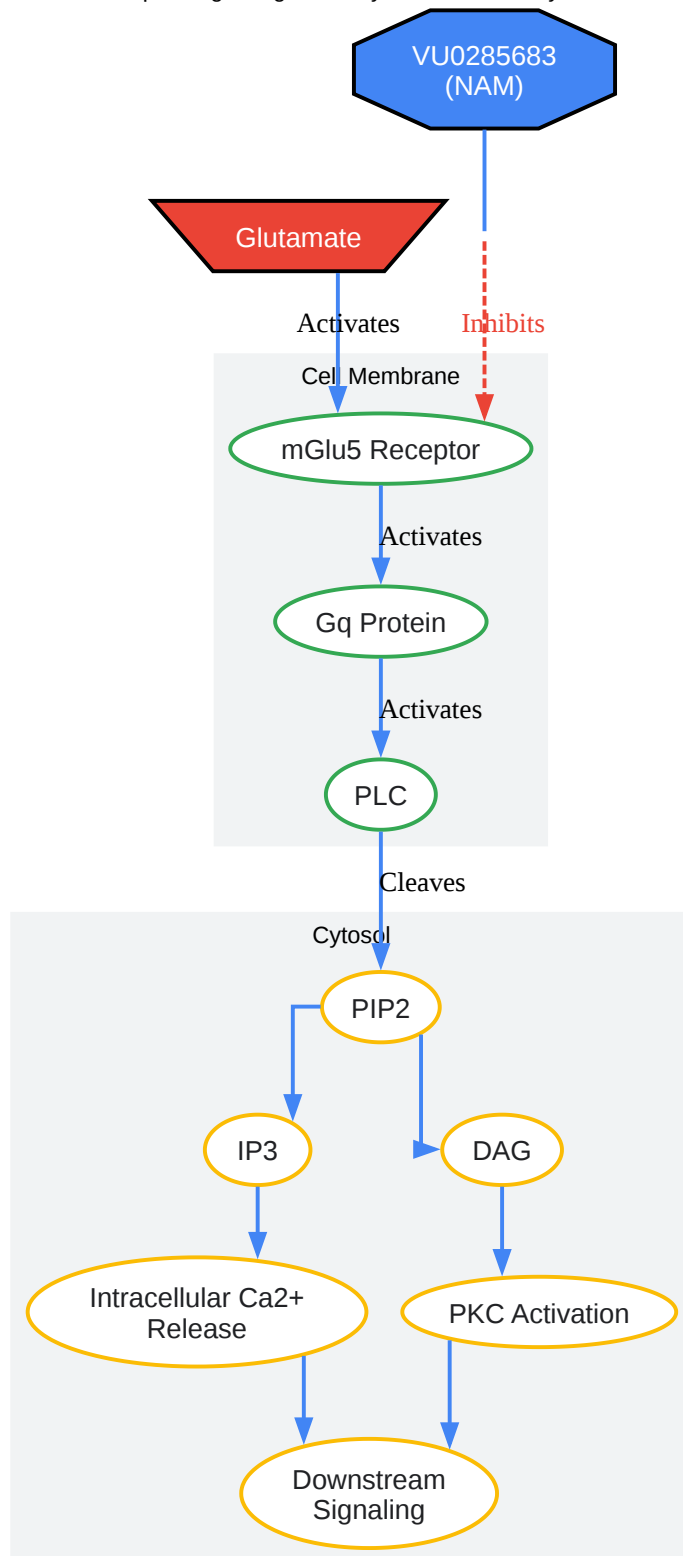 VU0285683
(NAM)
Glutamate
Activates
Inhibits
Cell Membrane
mGlu5 Receptor
Activates
Gq Protein
Activates
PLC
Cleaves
Cytosol
PIP2
IP3
DAG
Intracellular Ca2+
Release
PKC Activation
Downstream
Signaling